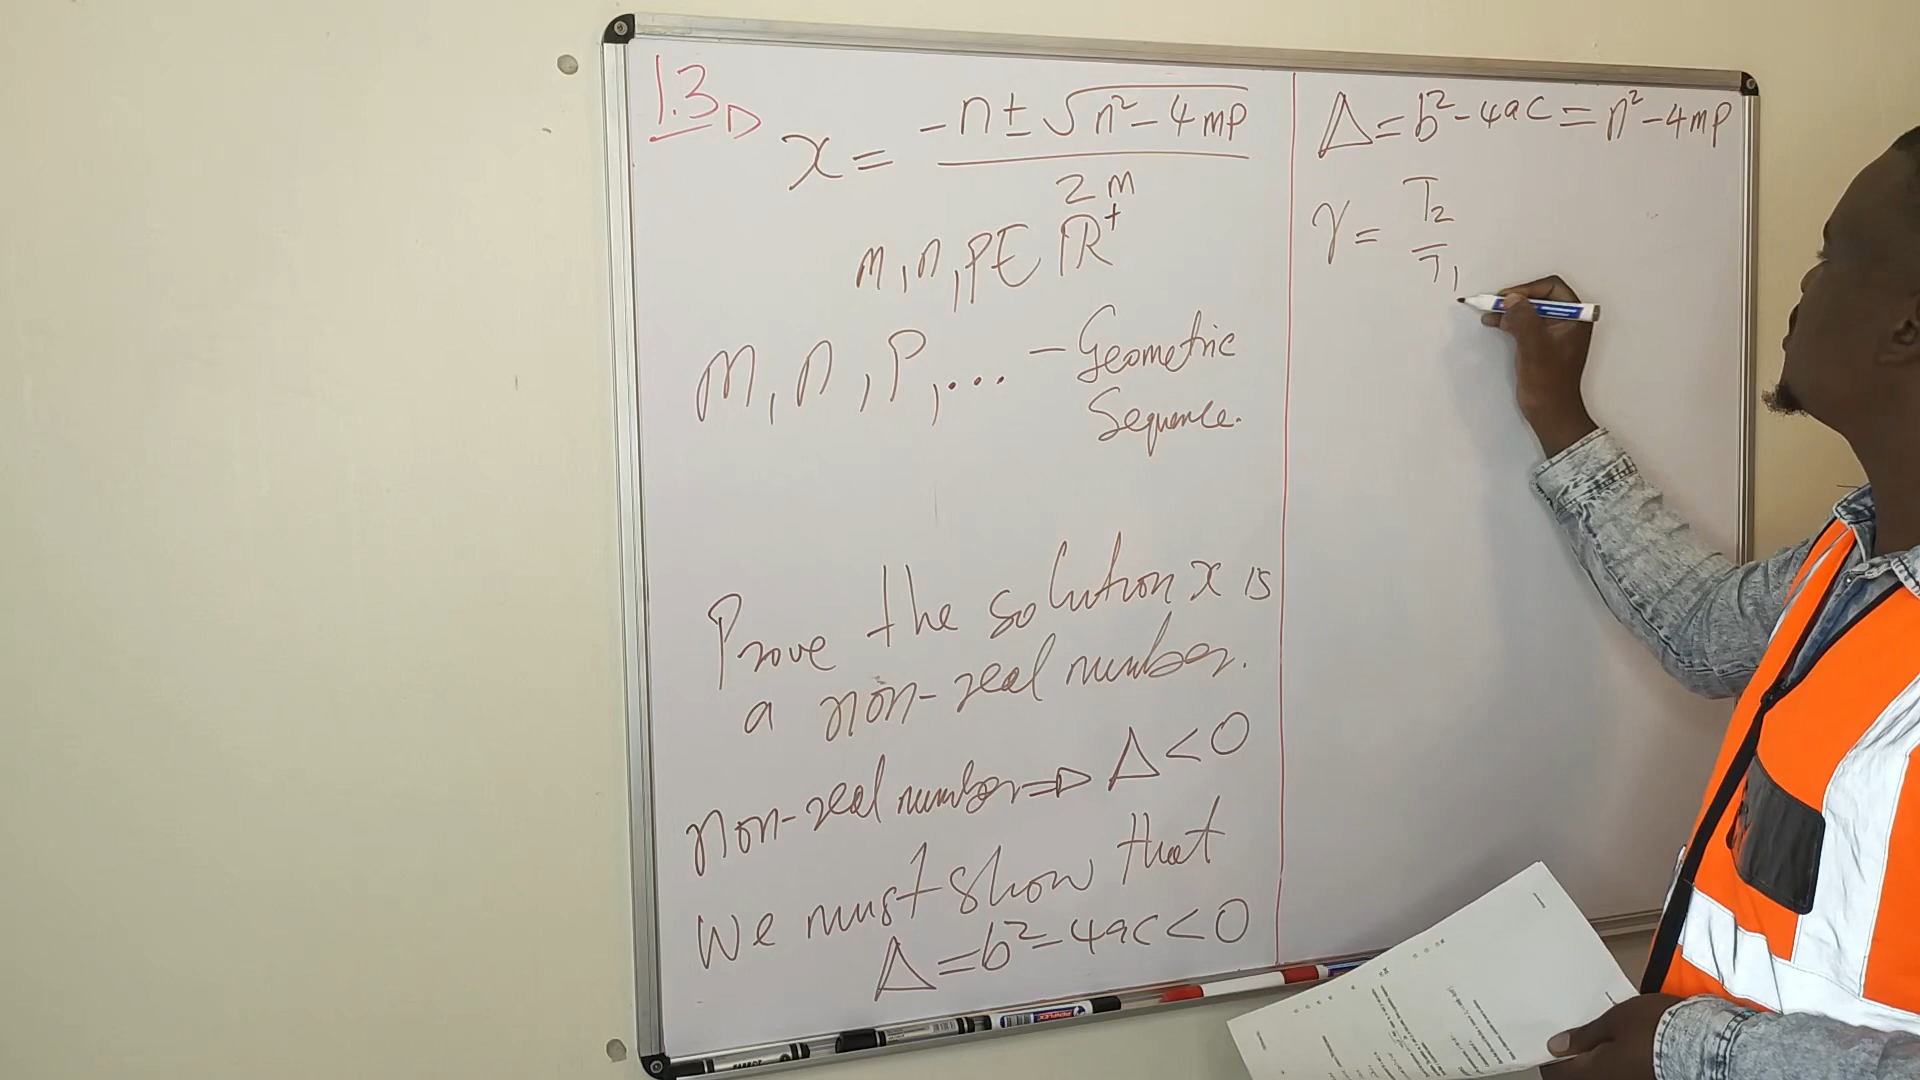 1.3
x = -n ± √n² - 4mp
2m
m, n, p ∈ ℝ⁺
m, n, p, ... - Geometric
Sequence.
Prove the solution x is
a non-real number.
non-real number ⇒ Δ < 0
We must show that
Δ = b² - 4ac < 0
Δ = b² - 4ac = n² - 4mp
r = T₂
T₁